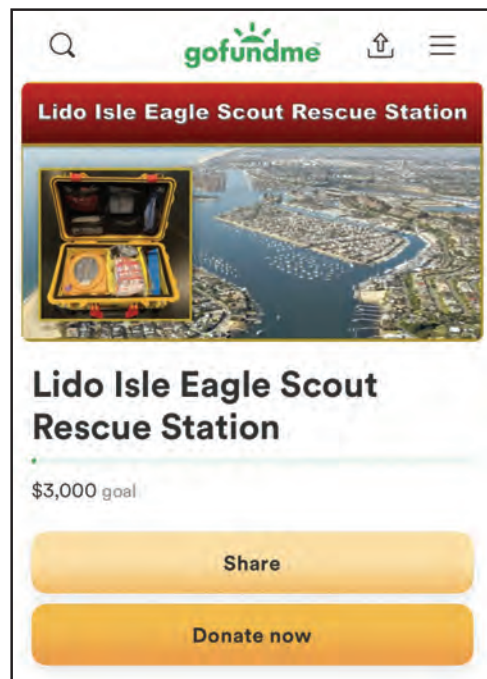 gofundme
Lido Isle Eagle Scout Rescue Station
Lido Isle Eagle Scout
Rescue Station
$3,000 goal
Share
Donate now